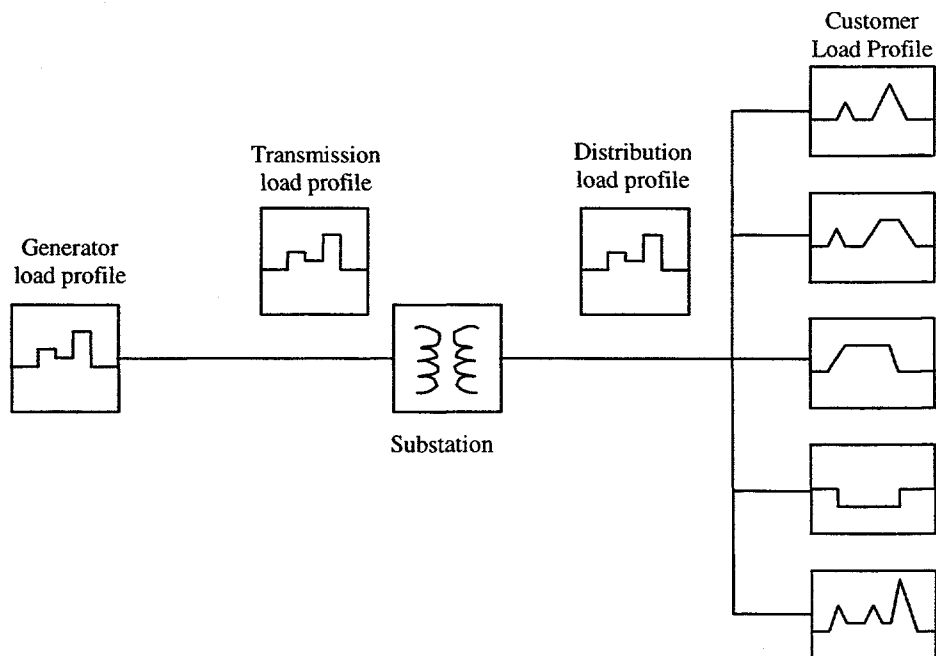 Customer
Load Profile
Transmission
load profile
Distribution
load profile
Generator
load profile
Substation